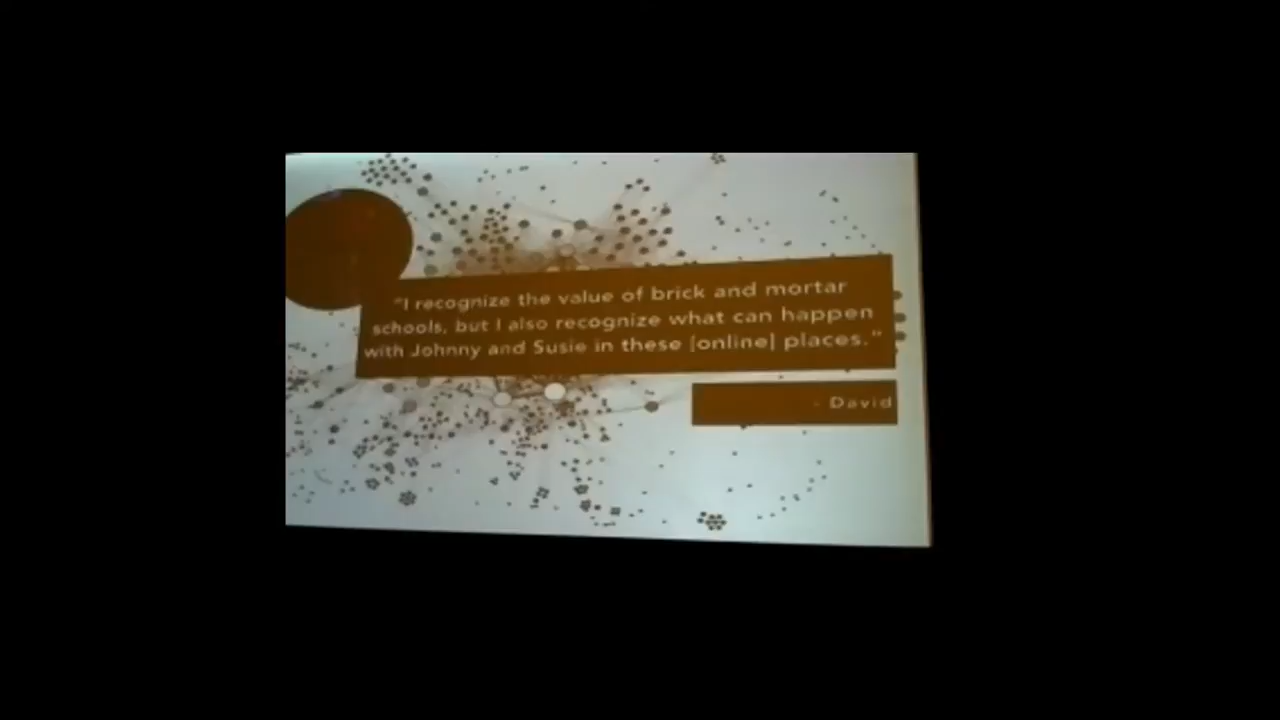 "I recognize the value of brick and mortar
schools, but I also recognize what can happen
with Johnny and Susie in these [online] places."
- David